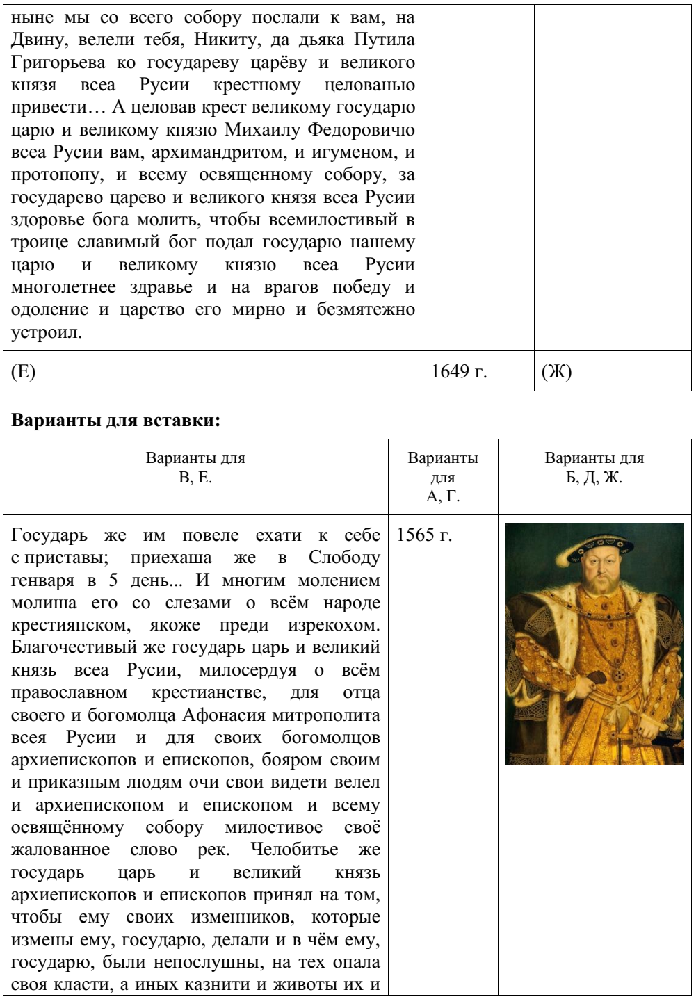 ныне мы со всего собору послали к вам, на
Двину, велели тебя, Никиту, да дьяка Путила
Григорьева ко государеву царёву и великого
князя всеа Русии крестному целованью
привести… А целовав крест великому государю
царю и великому князю Михаилу Федоровичю
всеа Русии вам, архимандритом, и игуменом, и
протопопу, и всему освященному собору, за
государево царево и великого князя всеа Русии
здоровье бога молить, чтобы всемилостивый в
троице славимый бог подал государю нашему
царю и великому князю всеа Русии
многолетнее здравье и на врагов победу и
одоление и царство его мирно и безмятежно
устроил.
(Е) 1649 г. (Ж)
Варианты для вставки:
Варианты для
В, Е.
Варианты
для
А, Г.
Варианты для
Б, Д, Ж.
Государь же им повеле ехати к себе
с приставы; приехаша же в Слободу
генваря в 5 день... И многим молением
молиша его со слезами о всём народе
крестиянском, якоже преди изрекохом.
Благочестивый же государь царь и великий
князь всеа Русии, милосердуя о всём
православном крестианстве, для отца
своего и богомолца Афонасия митрополита
всея Русии и для своих богомолцов
архиепископов и епископов, бояром своим
и приказным людям очи свои видети велел
и архиепископом и епископом и всему
освящённому собору милостивое своё
жалованное слово рек. Челобитье же
государь царь и великий князь
архиепископов и епископов принял на том,
чтобы ему своих изменников, которые
измены ему, государю, делали и в чём ему,
государю, были непослушны, на тех опала
своя класти, а иных казнити и животы их и
1565 г.